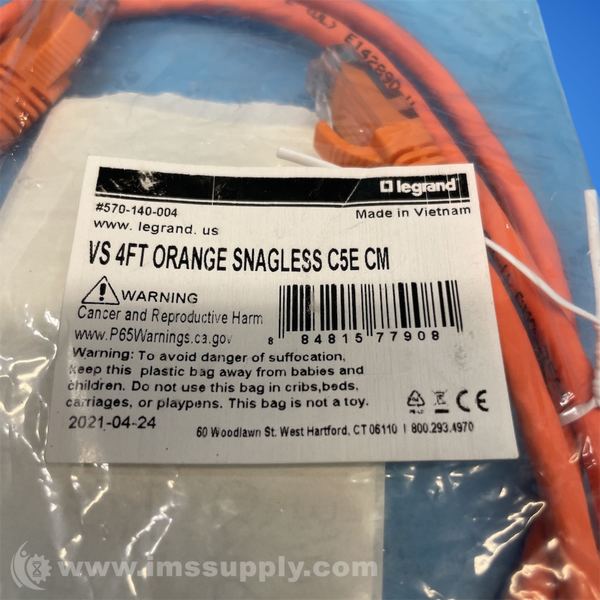 (UL) E142890-U
legrand
#570-140-004
Made in Vietnam
www. legrand. us
VS 4FT ORANGE SNAGLESS C5E CM
WARNING
Cancer and Reproductive Harm
www.P65Warnings.ca.gov
8 84815 77908
Warning: To avoid danger of suffocation,
keep this plastic bag away from babies and
children. Do not use this bag in cribs,beds,
carriages, or playpens. This bag is not a toy.
CE
2021-04-24
60 Woodlawn St. West Hartford, CT 06110 | 800.293.4970
www.imssupply.com